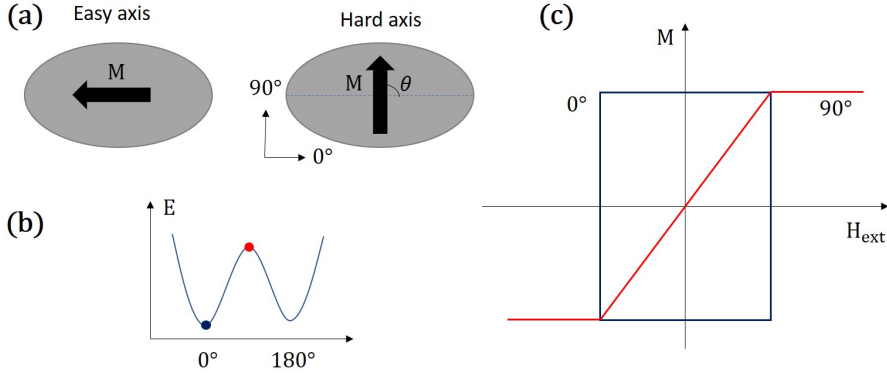 (a)
Easy axis
M
Hard axis
90°
M
θ
0°
(b)
E
0°
180°
(c)
M
0°
90°
H_ext